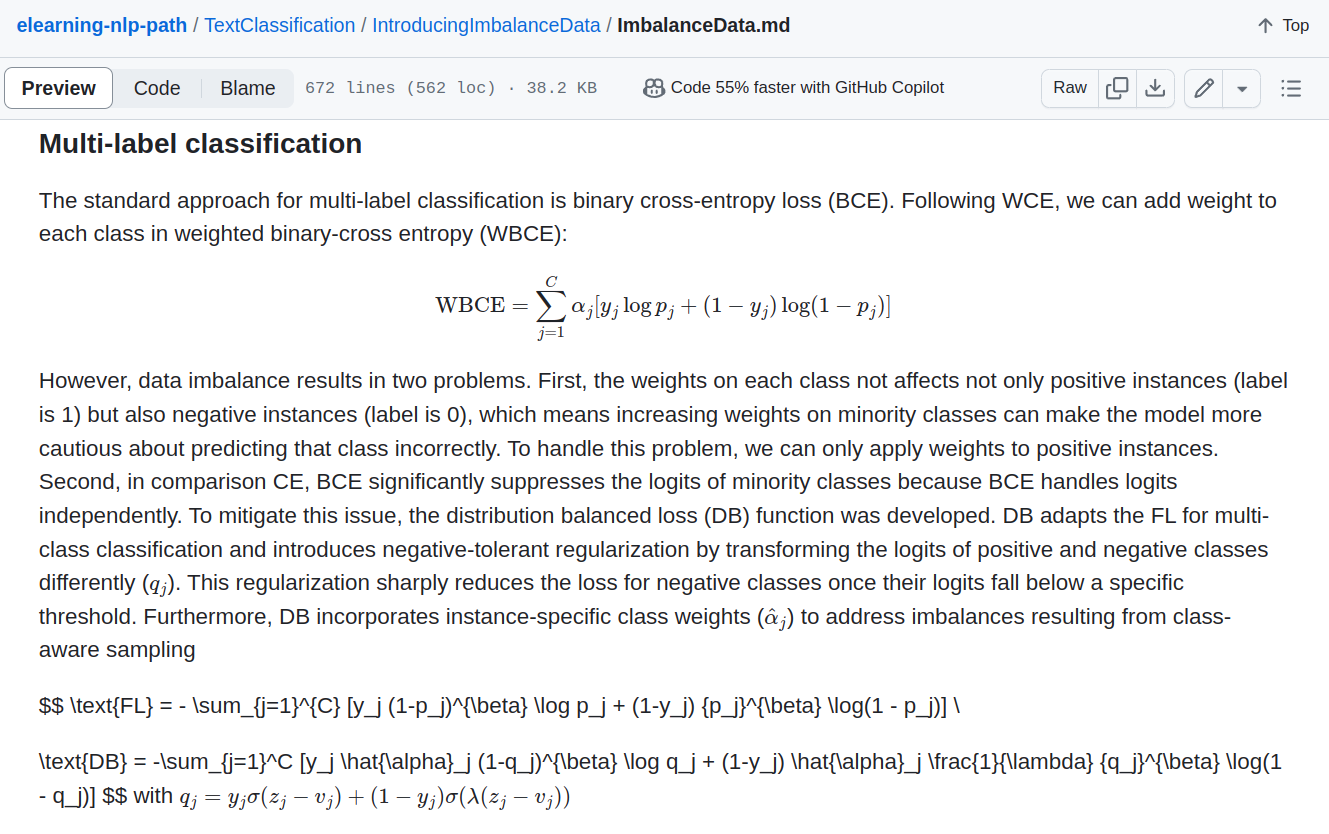 elearning-nlp-path / TextClassification / IntroducingImbalanceData / ImbalanceData.md
Top
Preview Code Blame 672 lines (562 loc) · 38.2 KB Code 55% faster with GitHub Copilot Raw
Multi-label classification
The standard approach for multi-label classification is binary cross-entropy loss (BCE). Following WCE, we can add weight to
each class in weighted binary-cross entropy (WBCE):
WBCE = \sum_{j=1}^{C} α_j[y_j log p_j + (1 − y_j) log(1 − p_j)]
However, data imbalance results in two problems. First, the weights on each class not affects not only positive instances (label
is 1) but also negative instances (label is 0), which means increasing weights on minority classes can make the model more
cautious about predicting that class incorrectly. To handle this problem, we can only apply weights to positive instances.
Second, in comparison CE, BCE significantly suppresses the logits of minority classes because BCE handles logits
independently. To mitigate this issue, the distribution balanced loss (DB) function was developed. DB adapts the FL for multi-
class classification and introduces negative-tolerant regularization by transforming the logits of positive and negative classes
differently (q_j). This regularization sharply reduces the loss for negative classes once their logits fall below a specific
threshold. Furthermore, DB incorporates instance-specific class weights (α̂_j) to address imbalances resulting from class-
aware sampling
$$ \text{FL} = - \sum_{j=1}^{C} [y_j (1-p_j)^{\beta} \log p_j + (1-y_j) {p_j}^{\beta} \log(1 - p_j)] \
\text{DB} = -\sum_{j=1}^C [y_j \hat{\alpha}_j (1-q_j)^{\beta} \log q_j + (1-y_j) \hat{\alpha}_j \frac{1}{\lambda} {q_j}^{\beta} \log(1
- q_j)] $$ with q_j = y_jσ(z_j − v_j) + (1 − y_j)σ(λ(z_j − v_j))